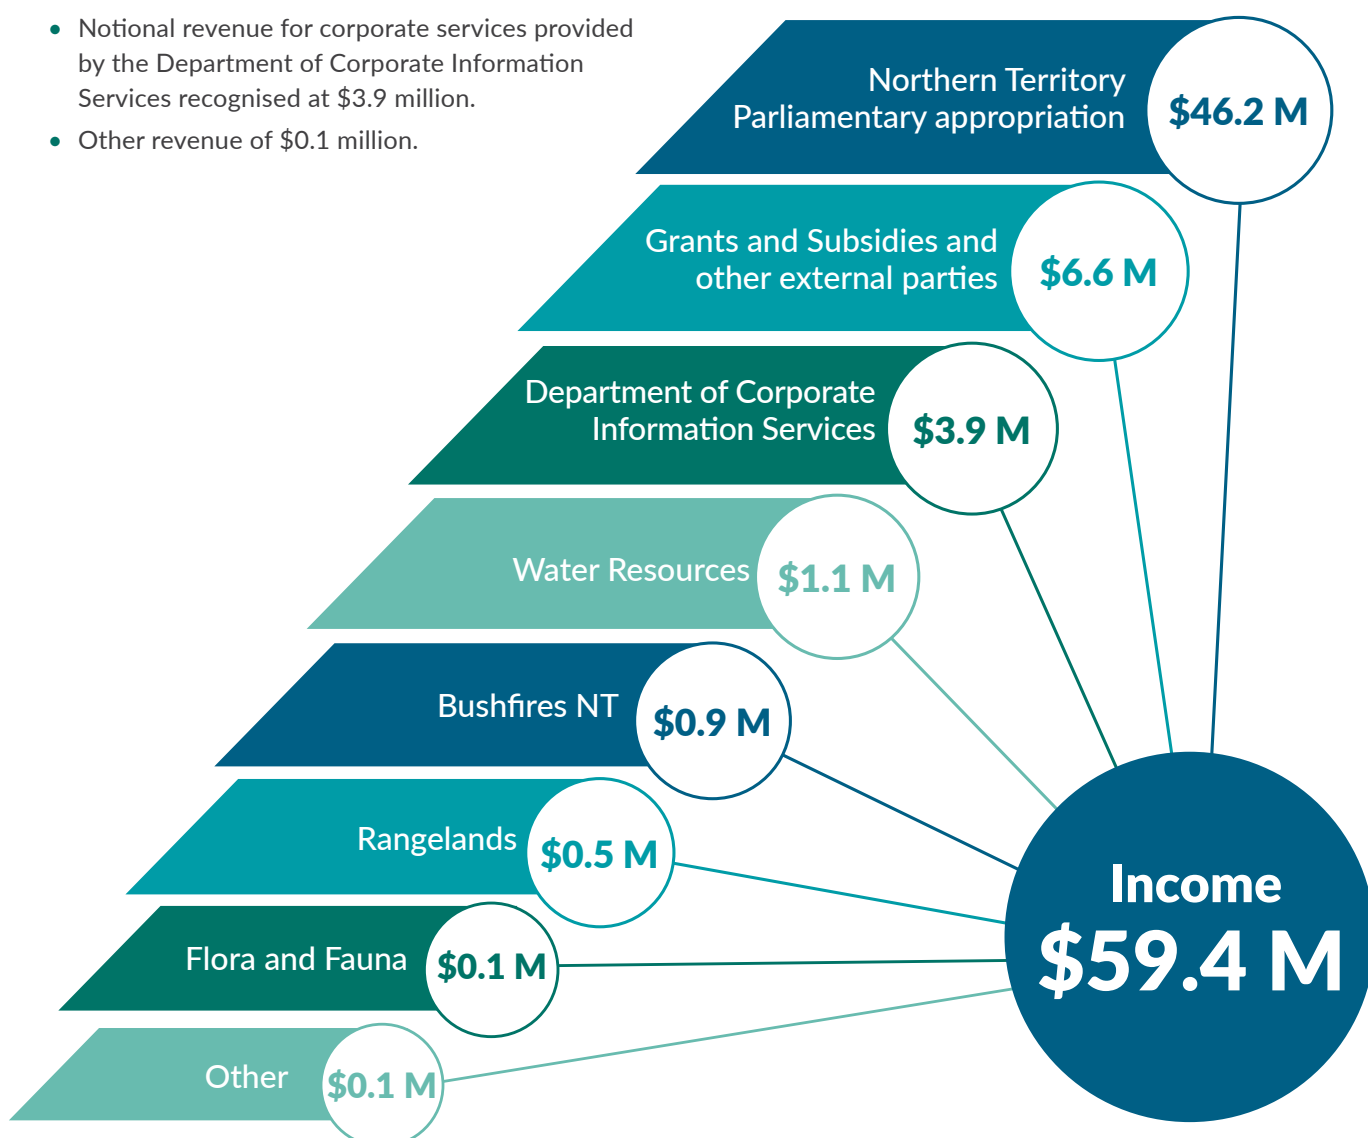 • Notional revenue for corporate services provided
by the Department of Corporate Information
Services recognised at $3.9 million.
• Other revenue of $0.1 million.
Northern Territory
Parliamentary appropriation
$46.2 M
Grants and Subsidies and
other external parties
$6.6 M
Department of Corporate
Information Services
$3.9 M
Water Resources
$1.1 M
Bushfires NT
$0.9 M
Rangelands
$0.5 M
Flora and Fauna
$0.1 M
Other
$0.1 M
Income
$59.4 M